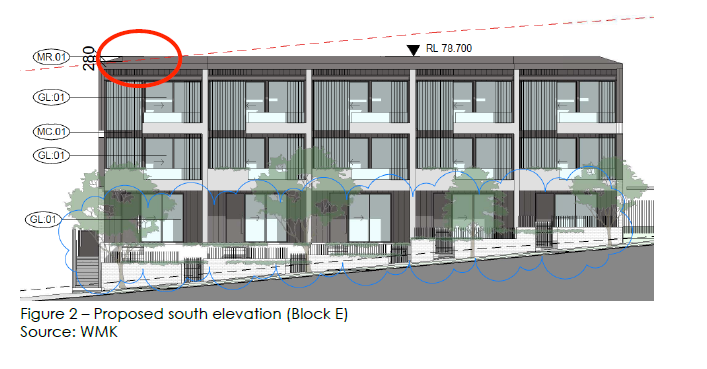 RL 78.700
280
MR.01
GL.01
MC.01
GL.01
GL.01
Figure 2 – Proposed south elevation (Block E)
Source: WMK